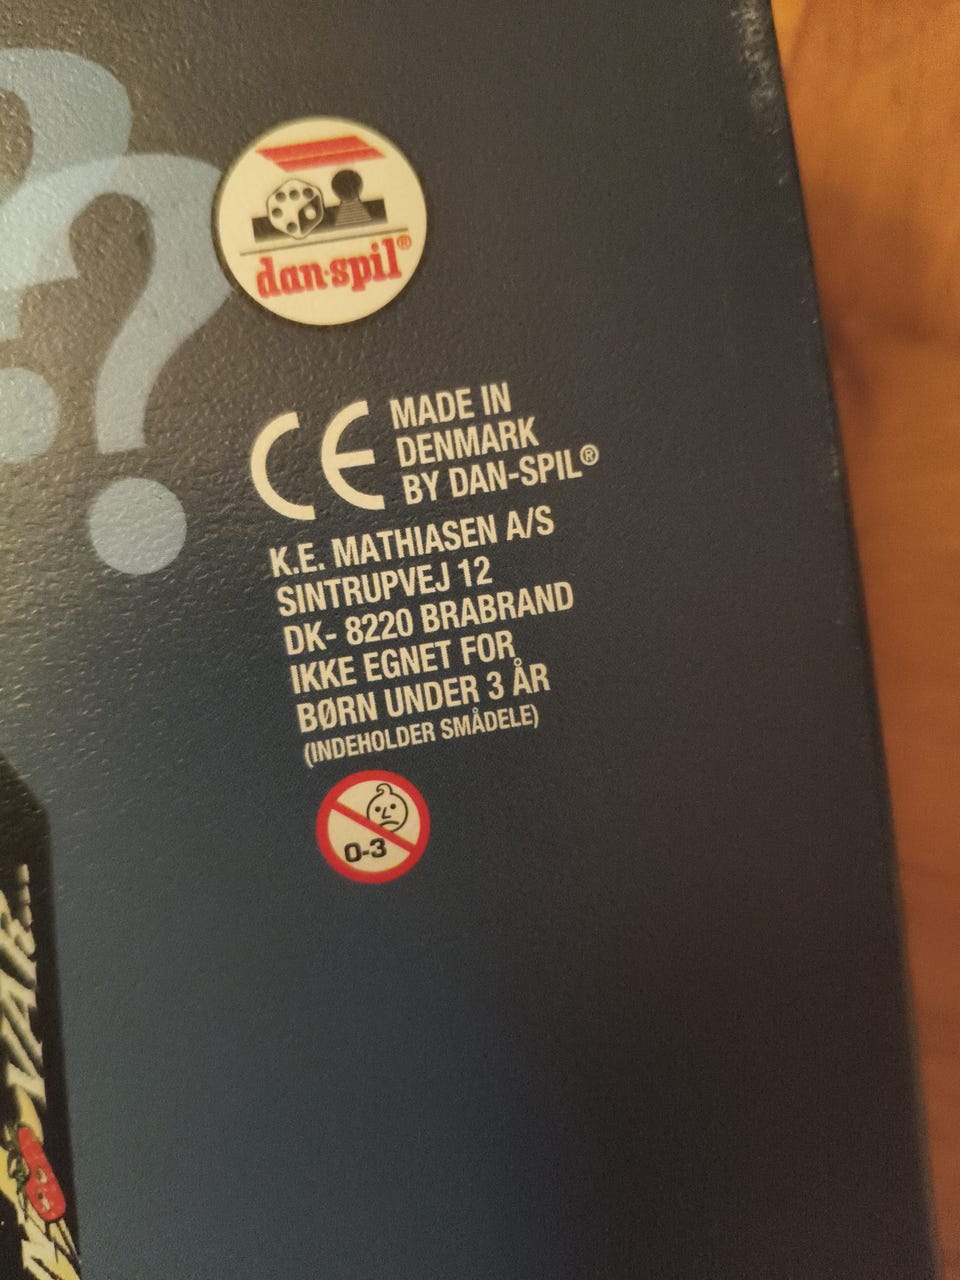 dan·spil®
CE MADE IN
DENMARK
BY DAN-SPIL®
K.E. MATHIASEN A/S
SINTRUPVEJ 12
DK- 8220 BRABRAND
IKKE EGNET FOR
BØRN UNDER 3 ÅR
(INDEHOLDER SMÅDELE)
0-3
VAR...